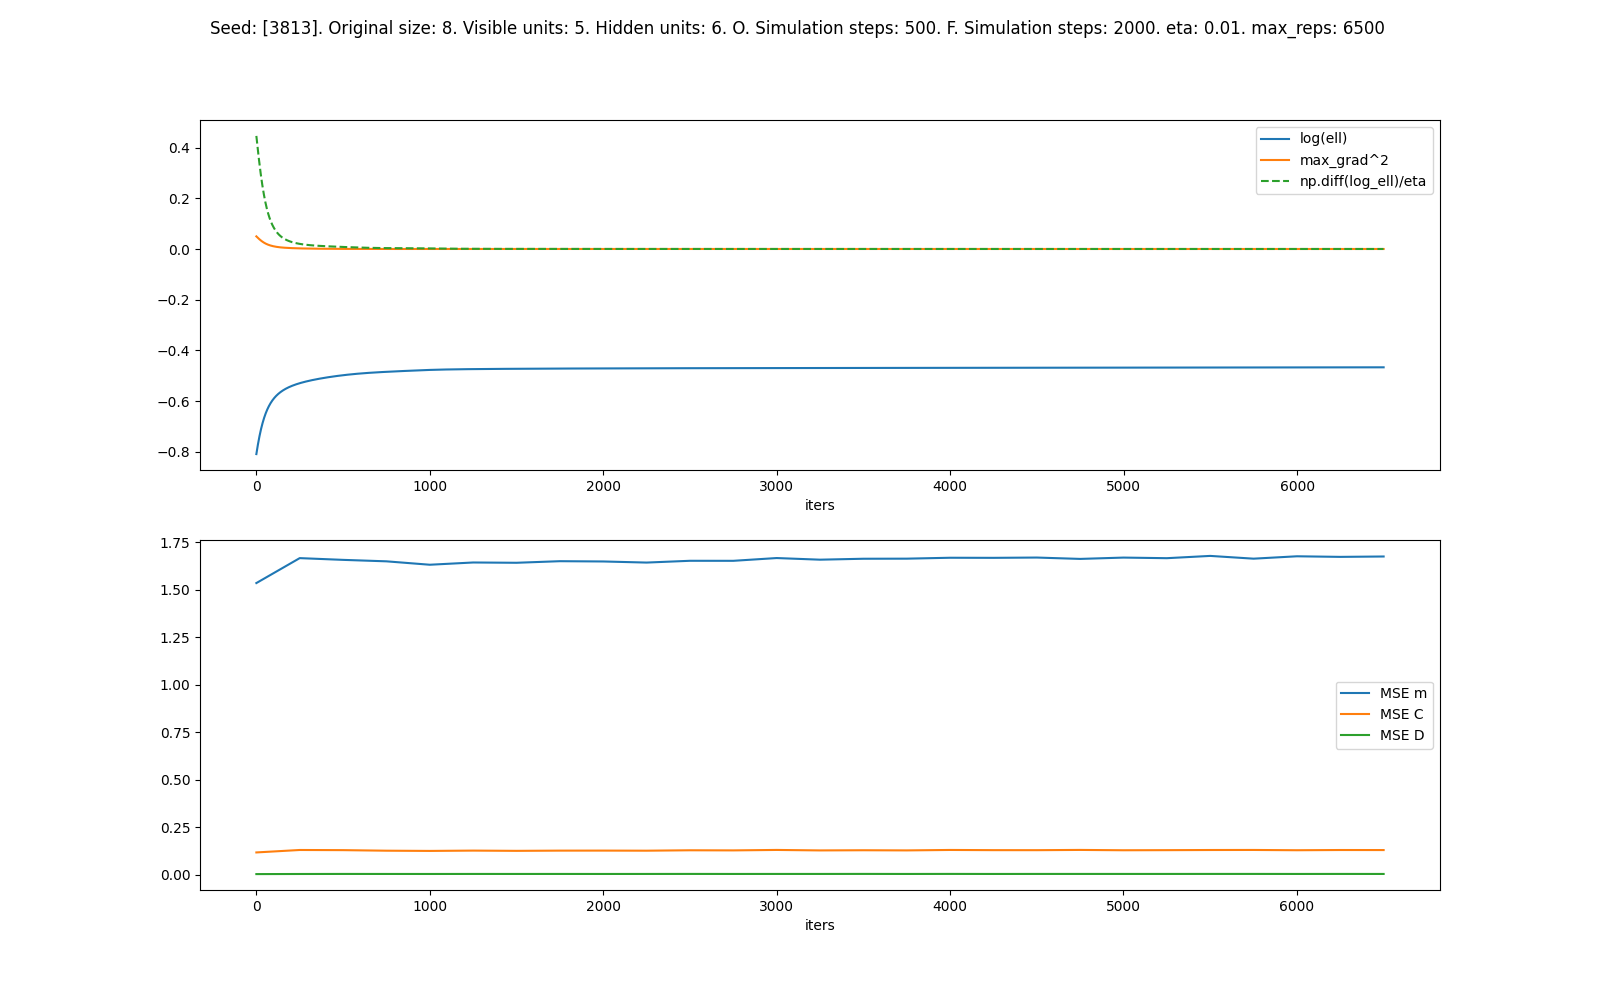 Seed: [3813]. Original size: 8. Visible units: 5. Hidden units: 6. O. Simulation steps: 500. F. Simulation steps: 2000. eta: 0.01. max_reps: 6500
0.4
0.2
0.0
−0.2
−0.4
−0.6
−0.8
log(ell)
max_grad^2
np.diff(log_ell)/eta
0 1000 2000 3000 4000 5000 6000
iters
1.75
1.50
1.25
1.00
0.75
0.50
0.25
0.00
MSE m
MSE C
MSE D
0 1000 2000 3000 4000 5000 6000
iters